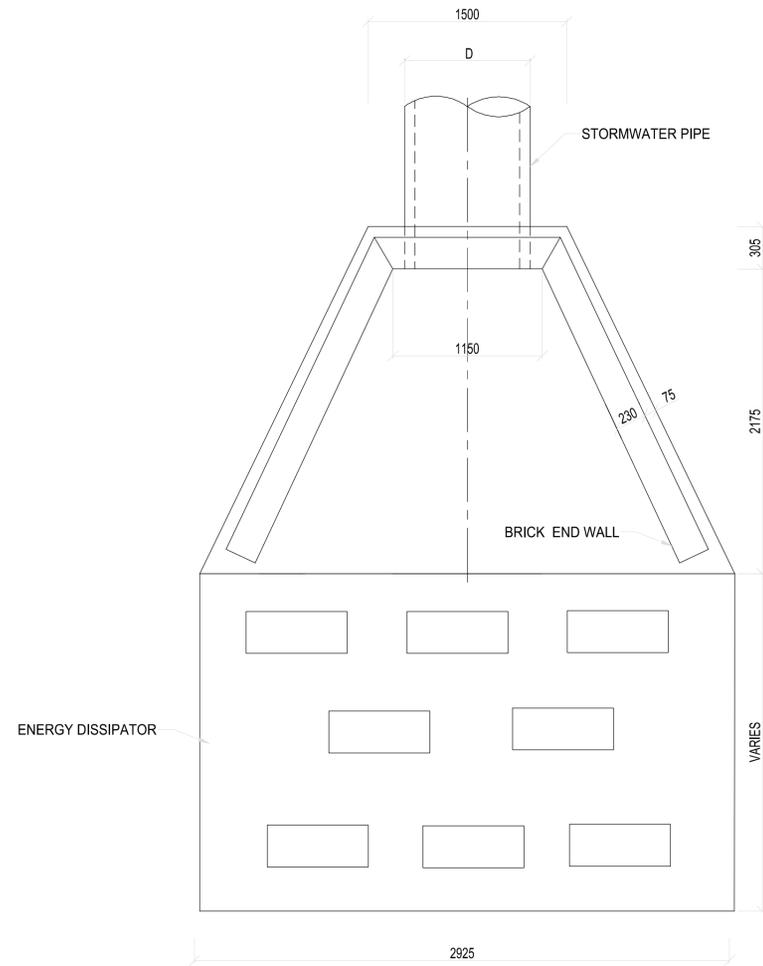 1500
D
STORMWATER PIPE
305
1150
75
230
2175
BRICK END WALL
ENERGY DISSIPATOR
VARIES
2925